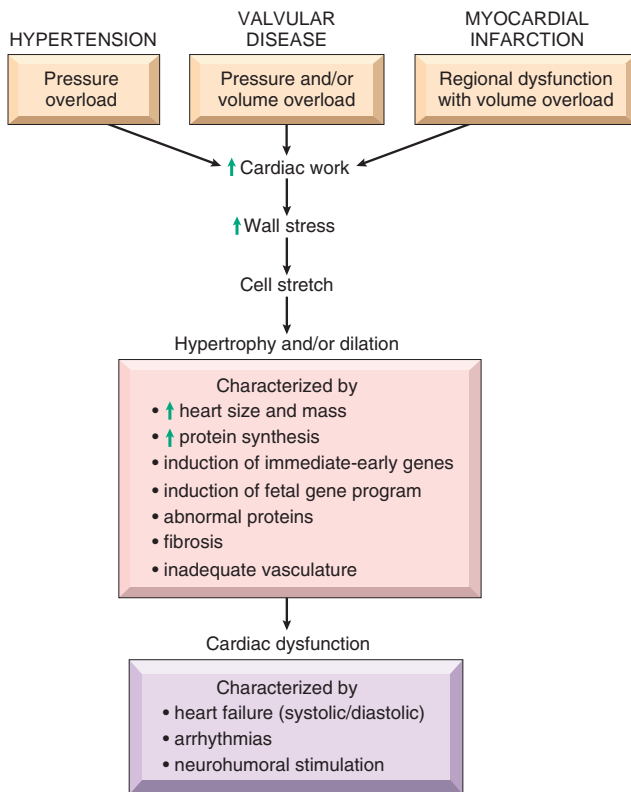 HYPERTENSION
Pressure
overload
VALVULAR
DISEASE
Pressure and/or
volume overload
MYOCARDIAL
INFARCTION
Regional dysfunction
with volume overload
Cardiac work
Wall stress
Cell stretch
Hypertrophy and/or dilation
Characterized by
• heart size and mass
• protein synthesis
• induction of immediate-early genes
• induction of fetal gene program
• abnormal proteins
• fibrosis
• inadequate vasculature
Cardiac dysfunction
Characterized by
• heart failure (systolic/diastolic)
• arrhythmias
• neurohumoral stimulation